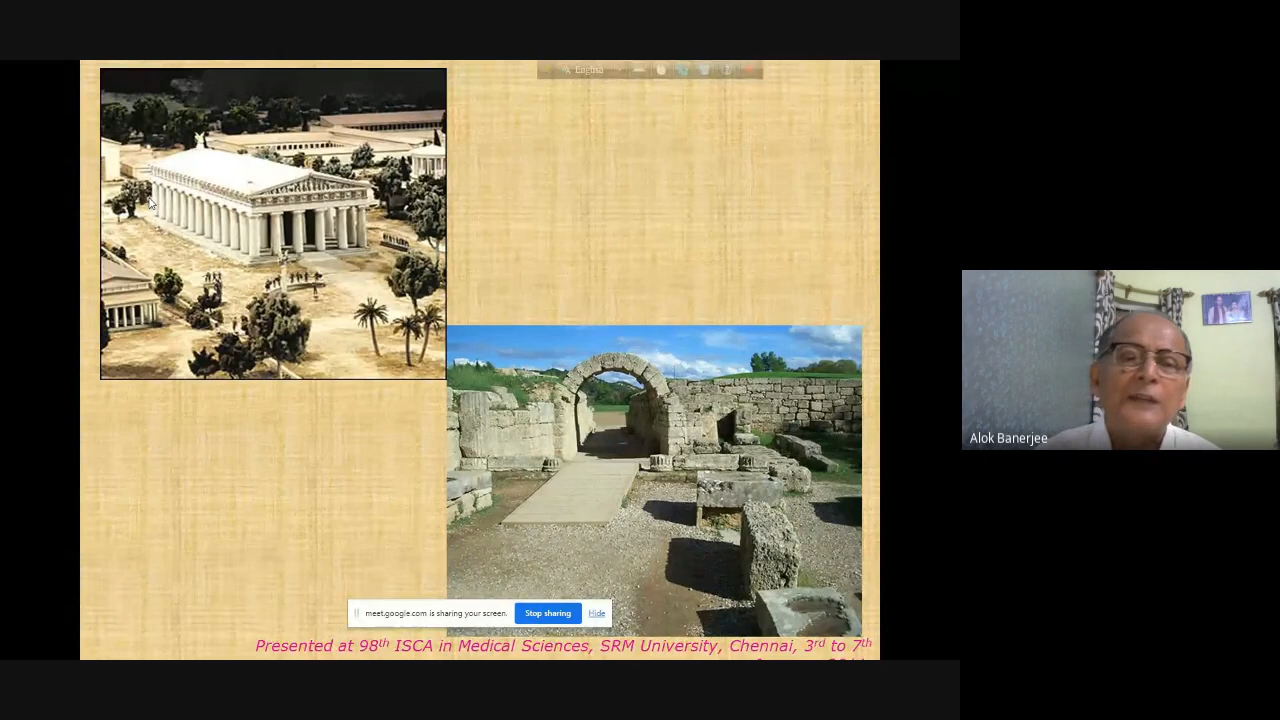 meet.google.com is sharing your screen.
Stop sharing
Hide
Alok Banerjee
Presented at 98th ISCA in Medical Sciences, SRM University, Chennai, 3rd to 7th